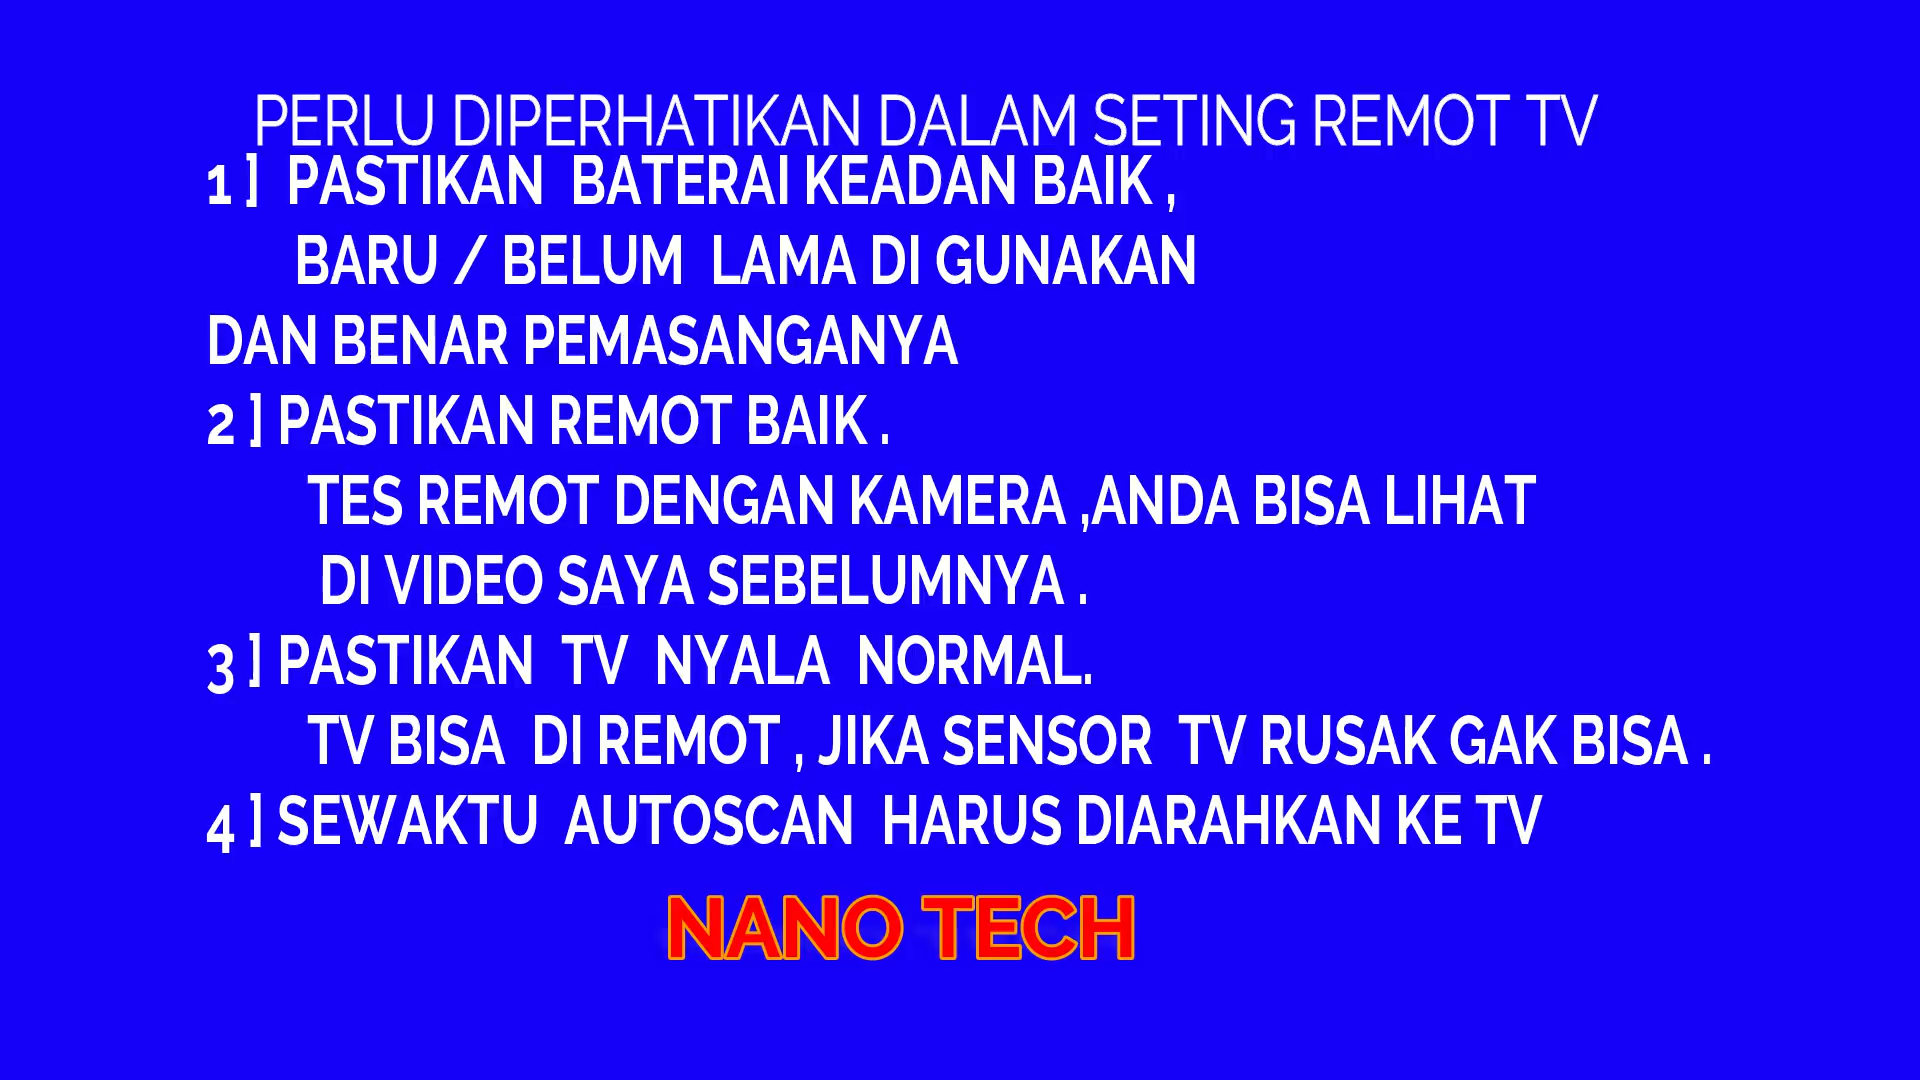 PERLU DIPERHATIKAN DALAM SETING REMOT TV
1 ] PASTIKAN BATERAI KEADAN BAIK ,
BARU / BELUM LAMA DI GUNAKAN
DAN BENAR PEMASANGANYA
2 ] PASTIKAN REMOT BAIK .
TES REMOT DENGAN KAMERA ,ANDA BISA LIHAT
DI VIDEO SAYA SEBELUMNYA .
3 ] PASTIKAN TV NYALA NORMAL.
TV BISA DI REMOT , JIKA SENSOR TV RUSAK GAK BISA .
4 ] SEWAKTU AUTOSCAN HARUS DIARAHKAN KE TV
NANO TECH